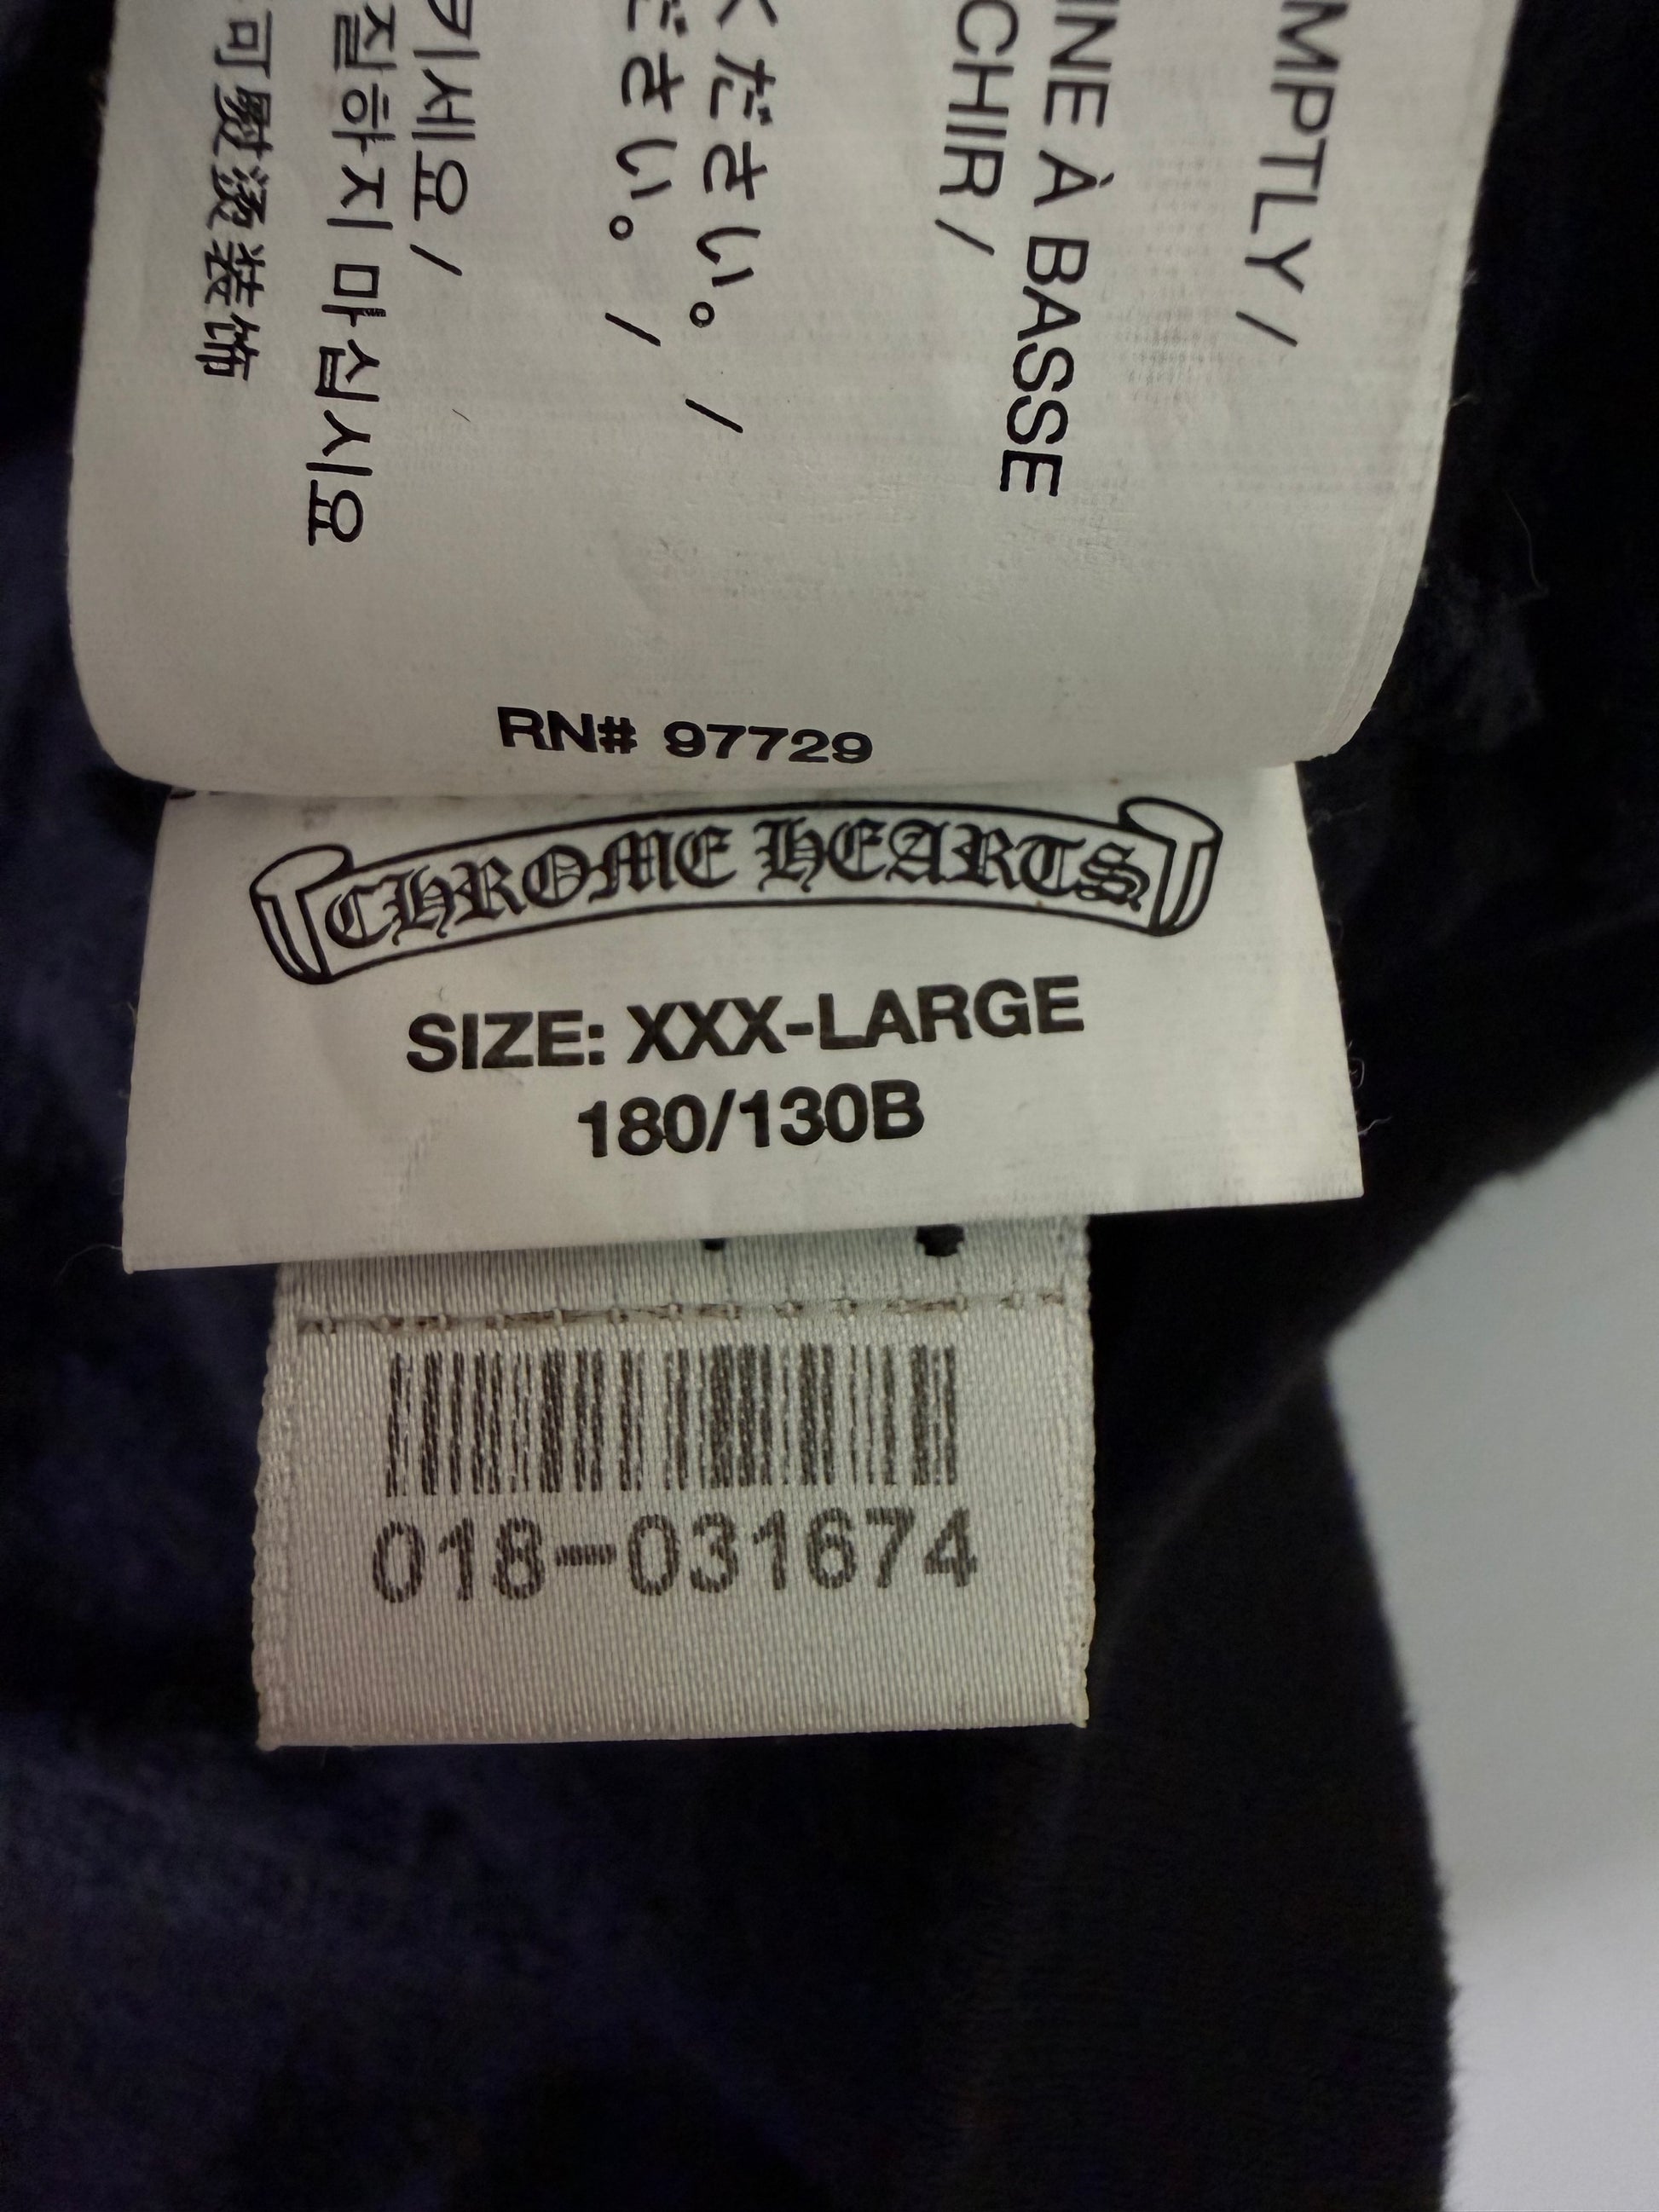 MPTLY /
INE À BASSE
CHIR /
ください。 /
ださい。 /
키세요 /
질하지 마십시요
可熨烫装饰
RN# 97729
CHROME HEARTS
SIZE: XXX-LARGE
180/130B
018-031674